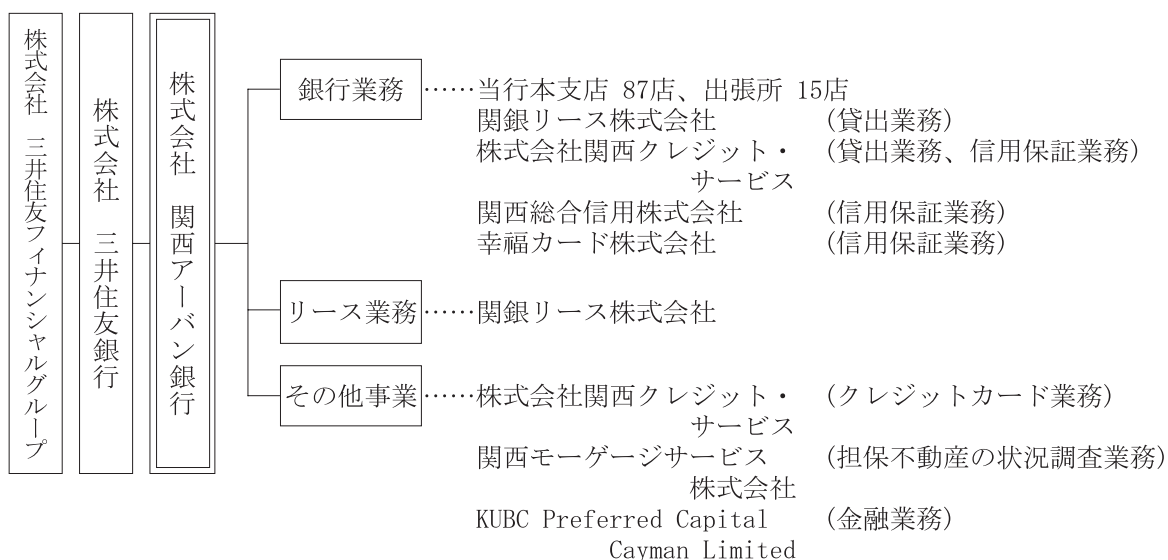 株式会社 三井住友フィナンシャルグループ
株式会社 三井住友銀行
株式会社 関西アーバン銀行
銀行業務……当行本支店 87店、出張所 15店
関銀リース株式会社 (貸出業務)
株式会社関西クレジット・ (貸出業務、信用保証業務)
サービス
関西総合信用株式会社 (信用保証業務)
幸福カード株式会社 (信用保証業務)
リース業務……関銀リース株式会社
その他事業……株式会社関西クレジット・ (クレジットカード業務)
サービス
関西モーゲージサービス (担保不動産の状況調査業務)
株式会社
KUBC Preferred Capital (金融業務)
Cayman Limited